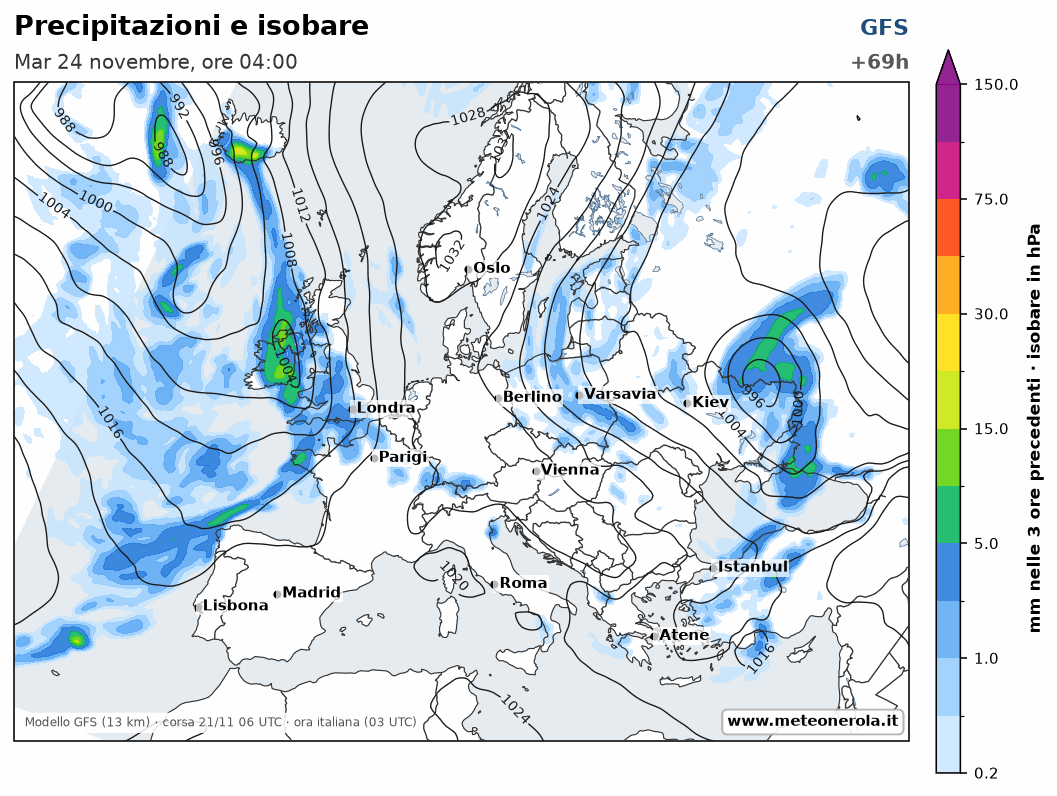 Precipitazioni e isobare
GFS
Mar 24 novembre, ore 04:00
+69h
988
992
988
996
1000
1004
1012
1008
1028
1024
1032
1004
1016
996
1004
1000
1020
1016
1024
Oslo
Londra
Berlino
Varsavia
Kiev
Parigi
Vienna
Istanbul
Madrid
Lisbona
Roma
Atene
Modello GFS (13 km) · corsa 21/11 06 UTC · ora italiana (03 UTC)
www.meteonerola.it
150.0
75.0
30.0
15.0
5.0
1.0
0.2
mm nelle 3 ore precedenti · isobare in hPa